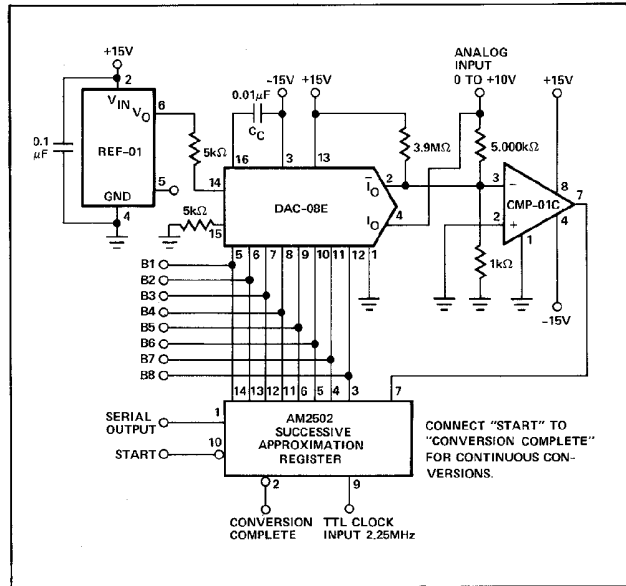 +15V
2
V_IN
V_O
6
REF-01
0.1
μF
5
GND
4
5kΩ
0.01μF
C_C
-15V
+15V
16
3
13
14
DAC-08E
5kΩ
15
I̅_O
2
I_O
4
5 6 7 8 9 10 11 12 1
3.9MΩ
ANALOG
INPUT
0 TO +10V
5.000kΩ
+15V
3
−
8
CMP-01C
7
2
+
1
4
1kΩ
-15V
B1
B2
B3
B4
B5
B6
B7
B8
14 13 12 11 6 5 4 3
7
SERIAL
OUTPUT
1
START
10
AM2502
SUCCESSIVE
APPROXIMATION
REGISTER
2
9
CONVERSION
COMPLETE
TTL CLOCK
INPUT 2.25MHz
CONNECT "START" TO
"CONVERSION COMPLETE"
FOR CONTINUOUS CON-
VERSIONS.